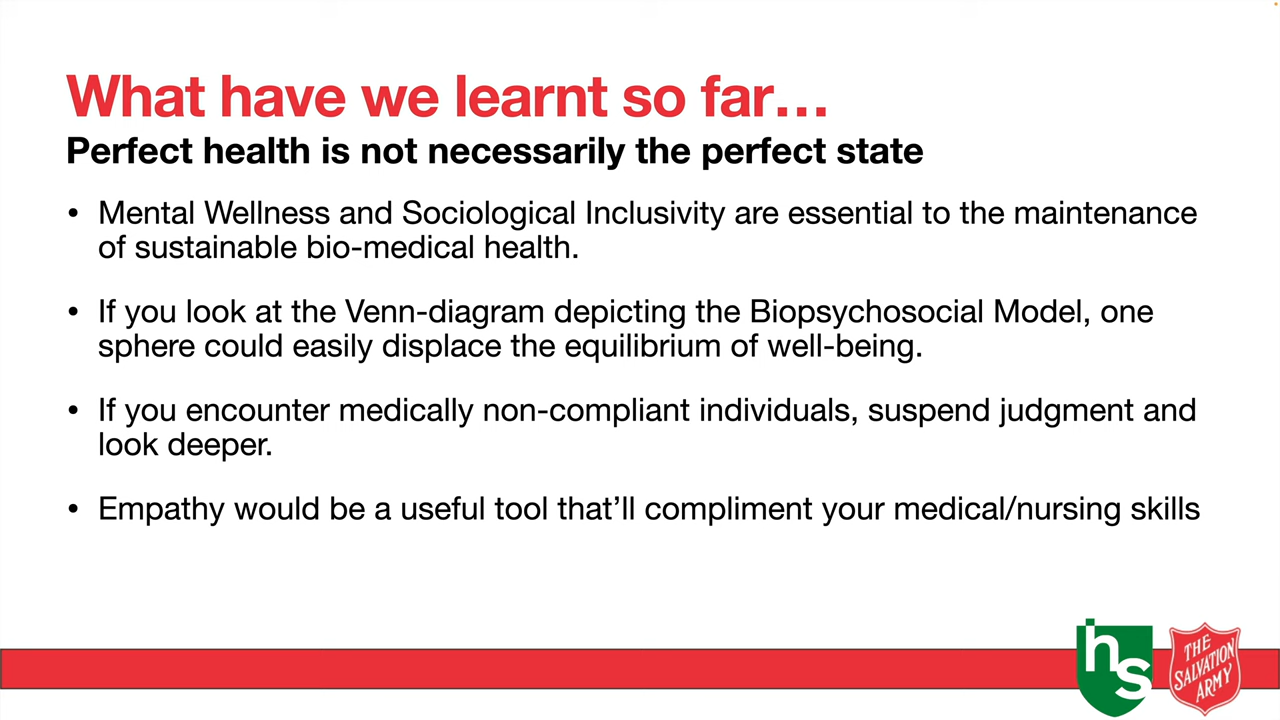 What have we learnt so far…
Perfect health is not necessarily the perfect state
• Mental Wellness and Sociological Inclusivity are essential to the maintenance
of sustainable bio-medical health.
• If you look at the Venn-diagram depicting the Biopsychosocial Model, one
sphere could easily displace the equilibrium of well-being.
• If you encounter medically non-compliant individuals, suspend judgment and
look deeper.
• Empathy would be a useful tool that’ll compliment your medical/nursing skills
hs
THE
SALVATION
ARMY